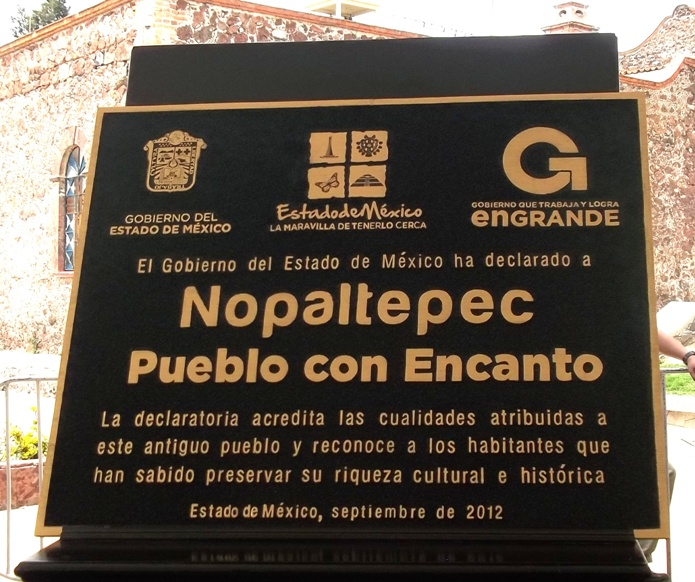 GOBIERNO DEL
ESTADO DE MÉXICO
EstadodeMéxico
LA MARAVILLA DE TENERLO CERCA
G
GOBIERNO QUE TRABAJA Y LOGRA
enGRANDE
El Gobierno del Estado de México ha declarado a
Nopaltepec
Pueblo con Encanto
La declaratoria acredita las cualidades atribuidas a
este antiguo pueblo y reconoce a los habitantes que
han sabido preservar su riqueza cultural e histórica
Estado de México, septiembre de 2012